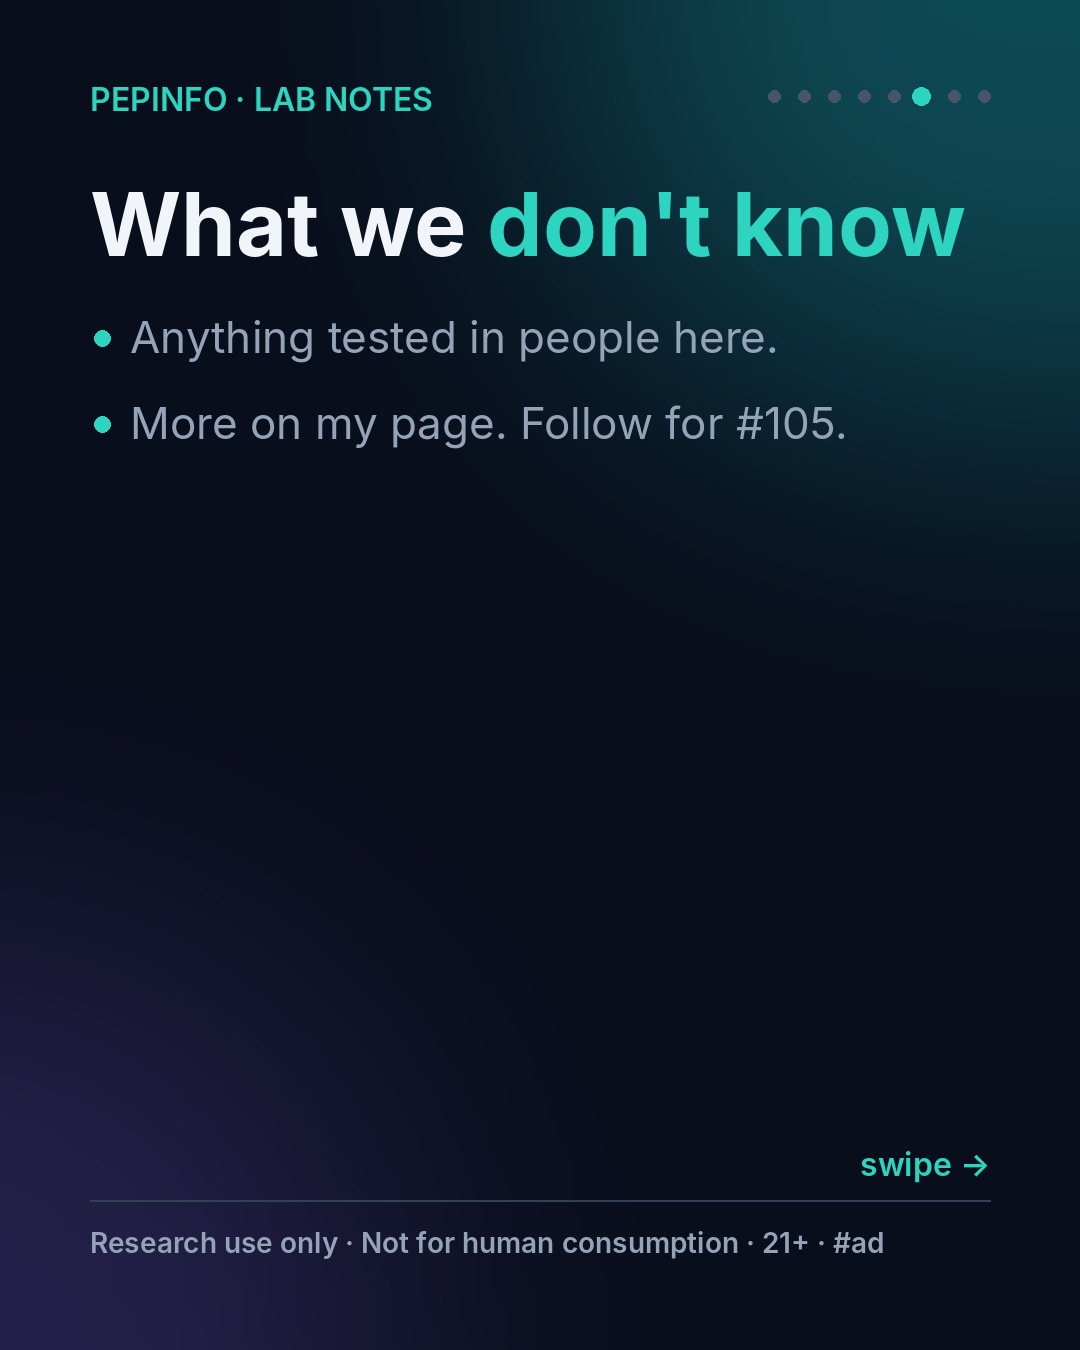 PEPINFO · LAB NOTES
What we don't know
Anything tested in people here.
More on my page. Follow for #105.
swipe →
Research use only · Not for human consumption · 21+ · #ad